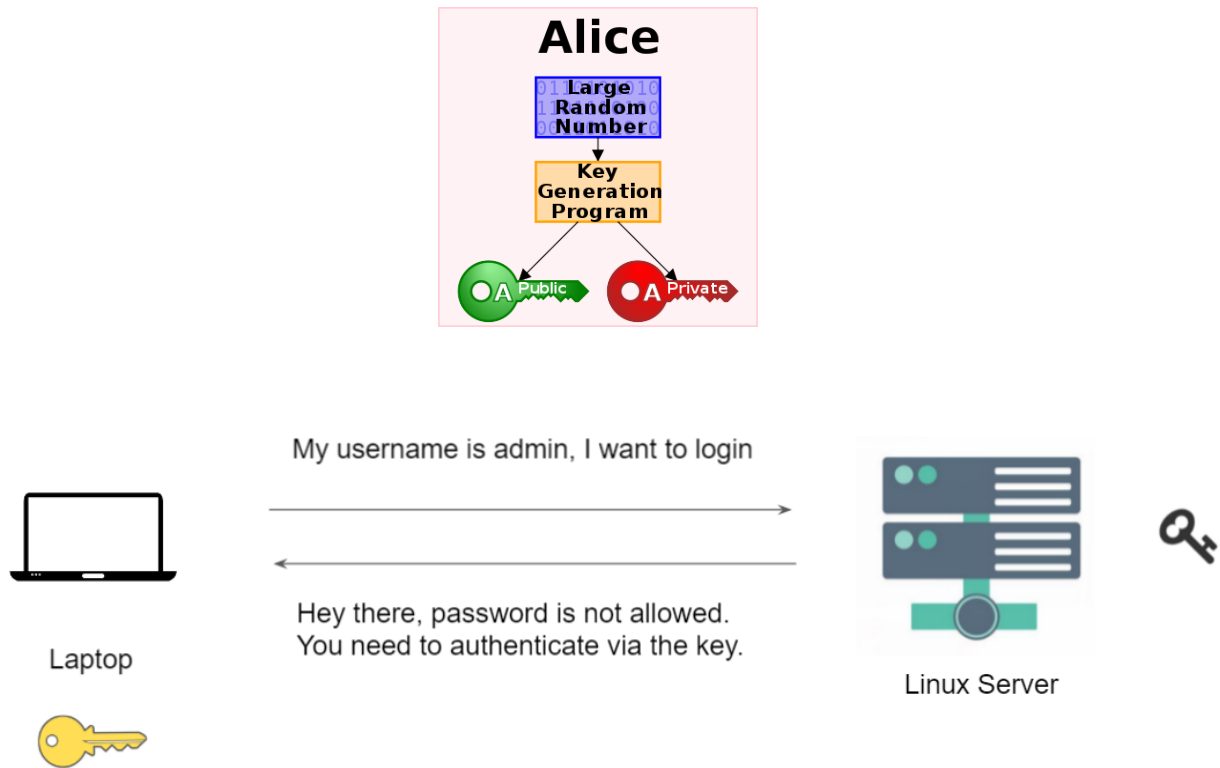 Alice
Large
Random
Number
Key
Generation
Program
A Public
A Private
My username is admin, I want to login
Hey there, password is not allowed.
You need to authenticate via the key.
Laptop
Linux Server